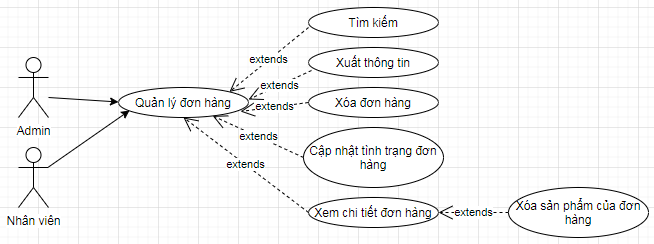 Tìm kiếm
extends
Xuất thông tin
extends
Quản lý đơn hàng
extends
Xóa đơn hàng
Admin
extends
Cập nhật tình trạng đơn
hàng
extends
Nhân viên
Xem chi tiết đơn hàng
extends
Xóa sản phẩm của đơn
hàng